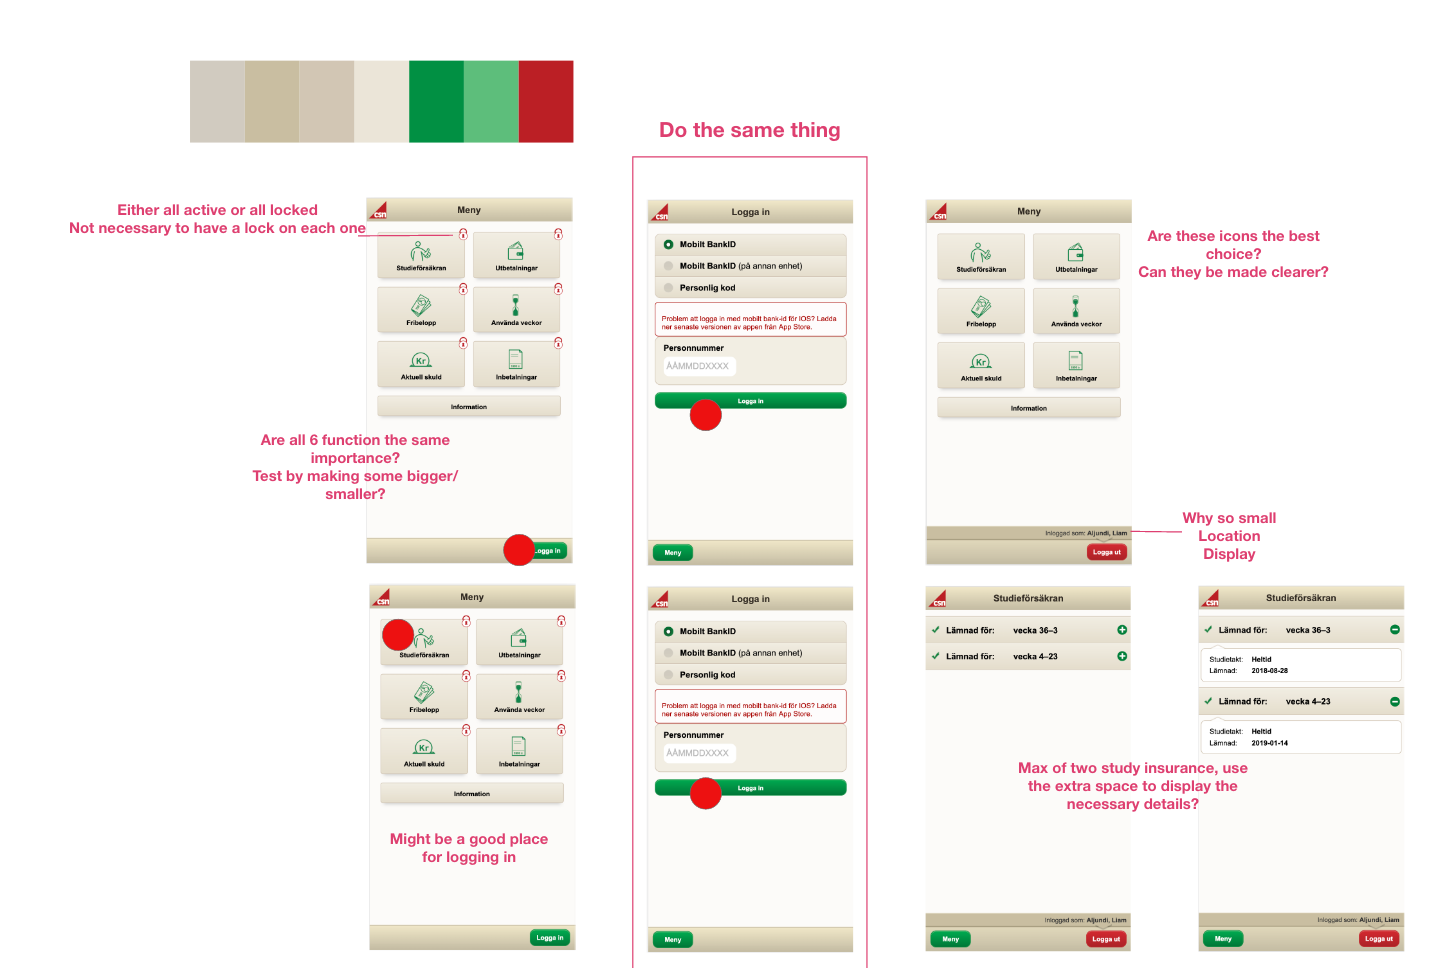 Do the same thing
Either all active or all locked
Not necessary to have a lock on each one
csn
Meny
Studieförsäkran
Utbetalningar
Fribelopp
Använda veckor
Kr
Aktuell skuld
Inbetalningar
Information
Are all 6 function the same
importance?
Test by making some bigger/
smaller?
Logga in
csn
Logga in
Mobilt BankID
Mobilt BankID (på annan enhet)
Personlig kod
Problem att logga in med mobilt bank-id för IOS? Ladda
ner senaste versionen av appen från App Store.
Personnummer
ÅÅMMDDXXXX
Logga in
Meny
csn
Meny
Studieförsäkran
Utbetalningar
Fribelopp
Använda veckor
Kr
Aktuell skuld
Inbetalningar
Information
Inloggad som: Aljundi, Liam
Logga ut
Are these icons the best
choice?
Can they be made clearer?
Why so small
Location
Display
csn
Meny
Studieförsäkran
Utbetalningar
Fribelopp
Använda veckor
Kr
Aktuell skuld
Inbetalningar
Information
Might be a good place
for logging in
Logga in
csn
Logga in
Mobilt BankID
Mobilt BankID (på annan enhet)
Personlig kod
Problem att logga in med mobilt bank-id för IOS? Ladda
ner senaste versionen av appen från App Store.
Personnummer
ÅÅMMDDXXXX
Logga in
Meny
csn
Studieförsäkran
Lämnad för: vecka 36–3
Lämnad för: vecka 4–23
Inloggad som: Aljundi, Liam
Meny
Logga ut
csn
Studieförsäkran
Lämnad för: vecka 36–3
Studietakt: Heltid
Lämnad: 2018-08-28
Lämnad för: vecka 4–23
Studietakt: Heltid
Lämnad: 2019-01-14
Max of two study insurance, use
the extra space to display the
necessary details?
Inloggad som: Aljundi, Liam
Meny
Logga ut